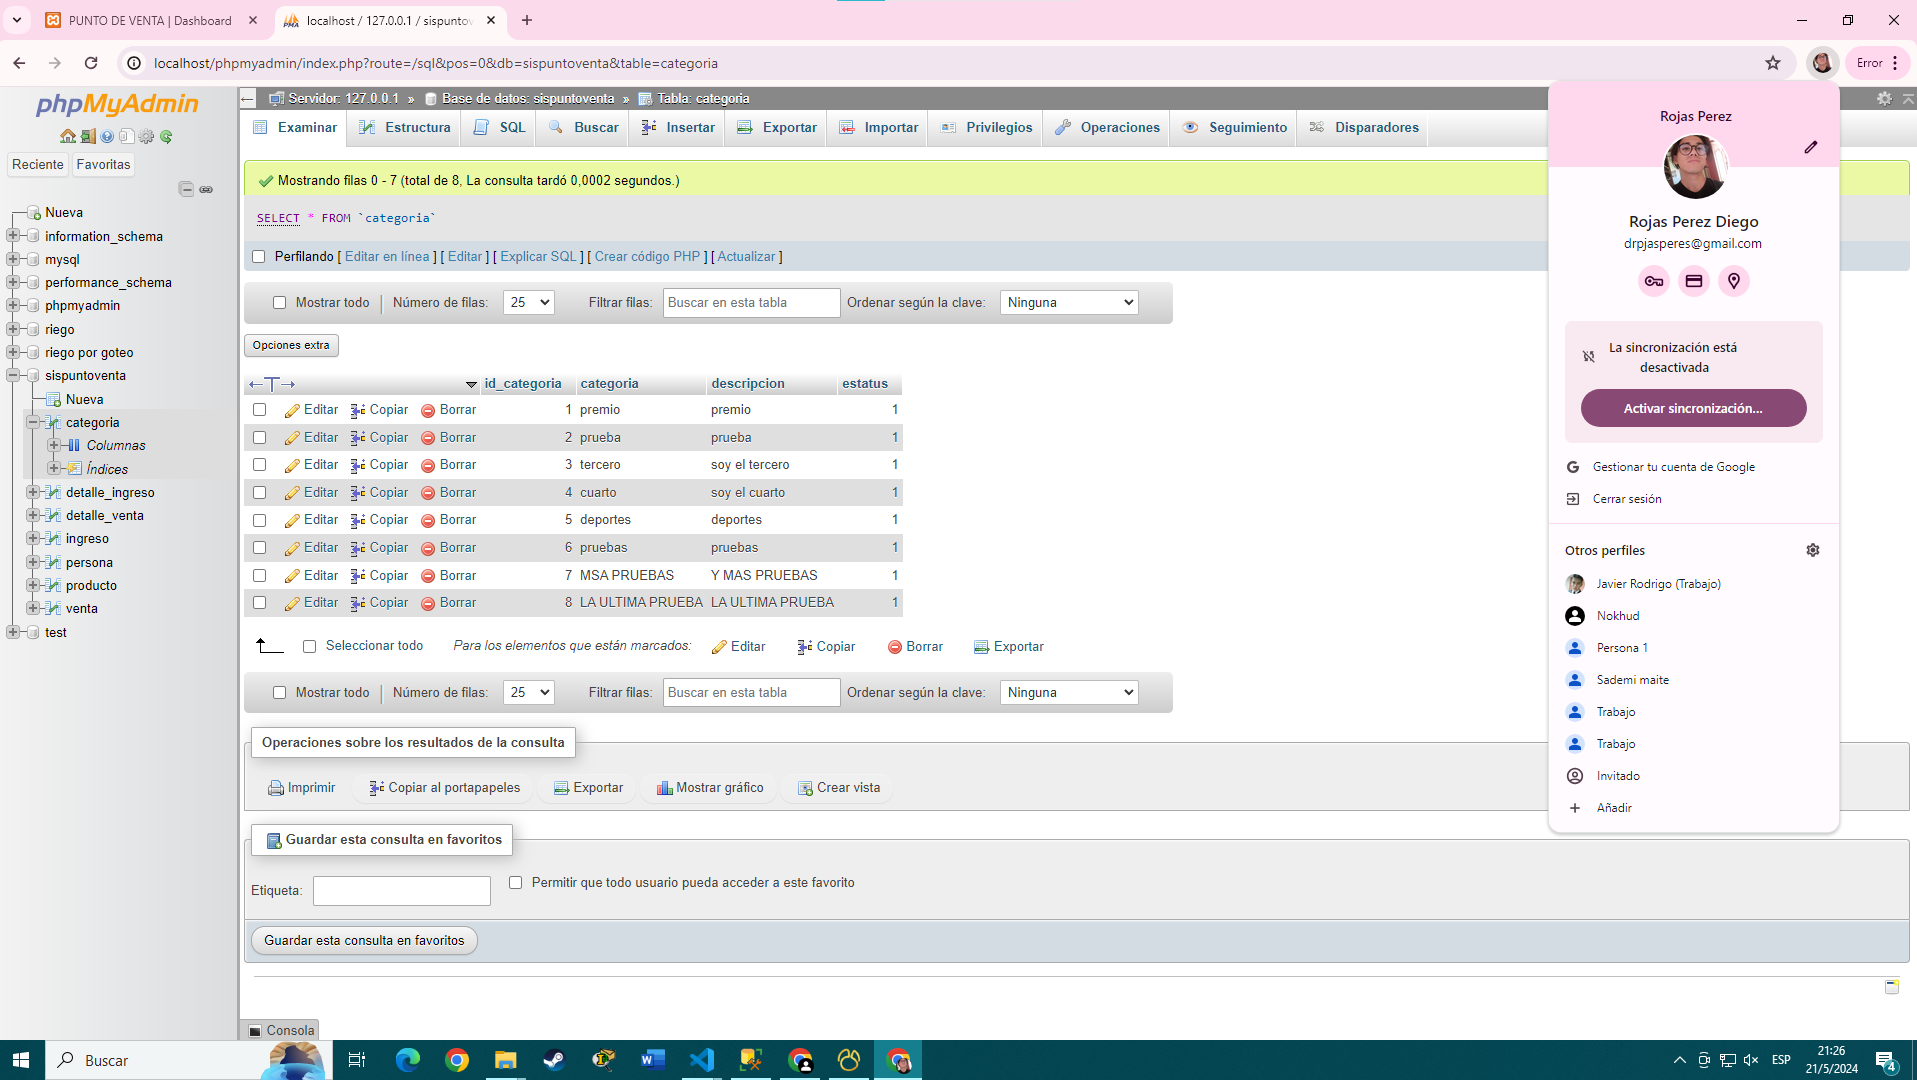 PUNTO DE VENTA | Dashboard
localhost / 127.0.0.1 / sispuntov
localhost/phpmyadmin/index.php?route=/sql&pos=0&db=sispuntoventa&table=categoria
Error
phpMyAdmin
Reciente
Favoritas
Nueva
information_schema
mysql
performance_schema
phpmyadmin
riego
riego por goteo
sispuntoventa
Nueva
categoria
Columnas
Índices
detalle_ingreso
detalle_venta
ingreso
persona
producto
venta
test
Servidor: 127.0.0.1 » Base de datos: sispuntoventa » Tabla: categoria
Examinar Estructura SQL Buscar Insertar Exportar Importar Privilegios Operaciones Seguimiento Disparadores
Mostrando filas 0 - 7 (total de 8, La consulta tardó 0,0002 segundos.)
SELECT * FROM `categoria`
Perfilando [ Editar en línea ] [ Editar ] [ Explicar SQL ] [ Crear código PHP ] [ Actualizar ]
Mostrar todo Número de filas: 25 Filtrar filas: Buscar en esta tabla Ordenar según la clave: Ninguna
Opciones extra
id_categoria categoria descripcion estatus
Editar Copiar Borrar 1 premio premio 1
Editar Copiar Borrar 2 prueba prueba 1
Editar Copiar Borrar 3 tercero soy el tercero 1
Editar Copiar Borrar 4 cuarto soy el cuarto 1
Editar Copiar Borrar 5 deportes deportes 1
Editar Copiar Borrar 6 pruebas pruebas 1
Editar Copiar Borrar 7 MSA PRUEBAS Y MAS PRUEBAS 1
Editar Copiar Borrar 8 LA ULTIMA PRUEBA LA ULTIMA PRUEBA 1
Seleccionar todo Para los elementos que están marcados: Editar Copiar Borrar Exportar
Mostrar todo Número de filas: 25 Filtrar filas: Buscar en esta tabla Ordenar según la clave: Ninguna
Operaciones sobre los resultados de la consulta
Imprimir Copiar al portapapeles Exportar Mostrar gráfico Crear vista
Guardar esta consulta en favoritos
Etiqueta: Permitir que todo usuario pueda acceder a este favorito
Guardar esta consulta en favoritos
Consola
Rojas Perez
Rojas Perez Diego
drpjasperes@gmail.com
La sincronización está
desactivada
Activar sincronización...
Gestionar tu cuenta de Google
Cerrar sesión
Otros perfiles
Javier Rodrigo (Trabajo)
Nokhud
Persona 1
Sademi maite
Trabajo
Trabajo
Invitado
Añadir
Buscar
ESP
21:26
21/5/2024
4